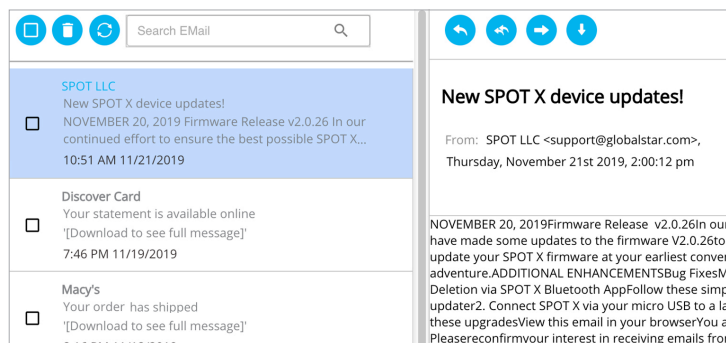 Search EMail
SPOT LLC
New SPOT X device updates!
NOVEMBER 20, 2019 Firmware Release v2.0.26 In our
continued effort to ensure the best possible SPOT X...
10:51 AM 11/21/2019
Discover Card
Your statement is available online
'[Download to see full message]'
7:46 PM 11/19/2019
Macy's
Your order has shipped
'[Download to see full message]'
New SPOT X device updates!
From: SPOT LLC <support@globalstar.com>,
Thursday, November 21st 2019, 2:00:12 pm
NOVEMBER 20, 2019Firmware Release v2.0.26In our
have made some updates to the firmware V2.0.26to
update your SPOT X firmware at your earliest conve
adventure.ADDITIONAL ENHANCEMENTSBug FixesM
Deletion via SPOT X Bluetooth AppFollow these simp
updater2. Connect SPOT X via your micro USB to a la
these upgradesView this email in your browserYou a
Pleasereconfirmyour interest in receiving emails fro